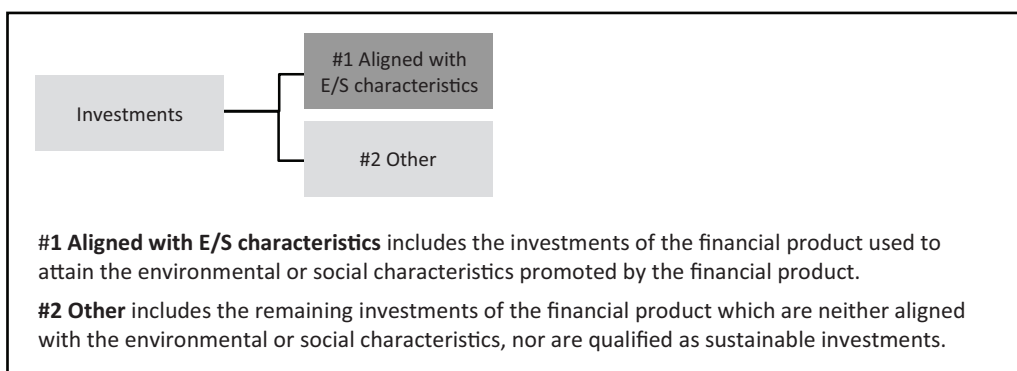 #1 Aligned with
E/S characteristics
Investments
#2 Other
#1 Aligned with E/S characteristics includes the investments of the financial product used to
attain the environmental or social characteristics promoted by the financial product.
#2 Other includes the remaining investments of the financial product which are neither aligned
with the environmental or social characteristics, nor are qualified as sustainable investments.